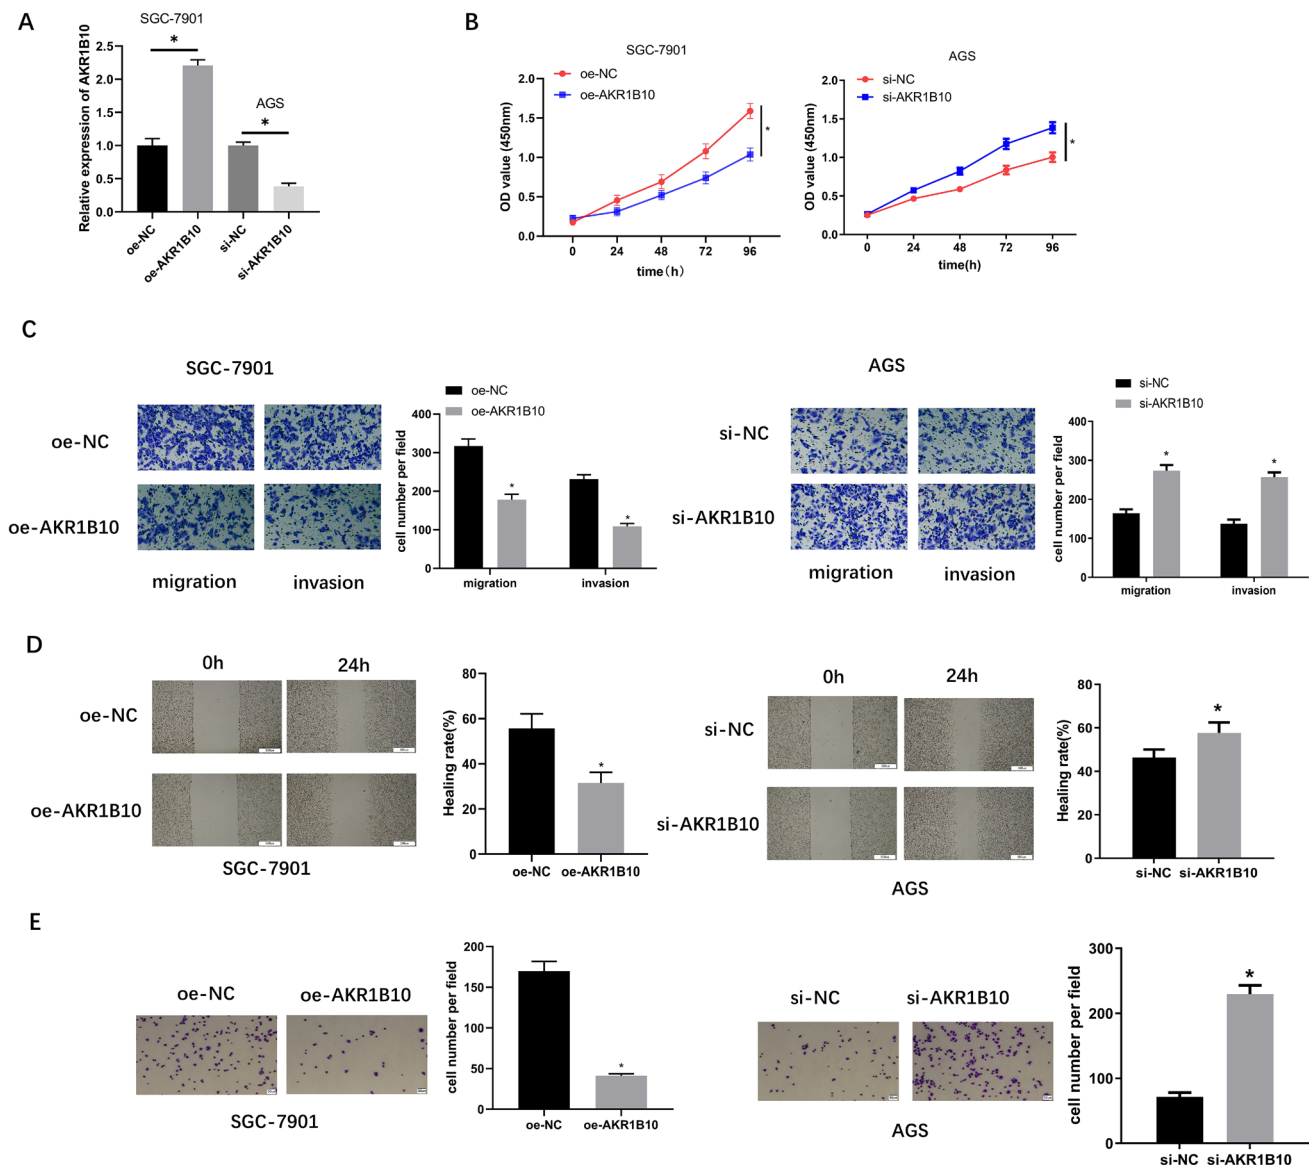 A
SGC-7901
Relative expression of AKR1B10
2.5
2.0
1.5
1.0
0.5
0.0
*
AGS
*
oe-NC
oe-AKR1B10
si-NC
si-AKR1B10
B
SGC-7901
oe-NC
oe-AKR1B10
OD value (450nm)
2.0
1.5
1.0
0.5
0.0
*
0 24 48 72 96
time（h）
AGS
si-NC
si-AKR1B10
OD value (450nm)
2.0
1.5
1.0
0.5
0.0
*
0 24 48 72 96
time(h)
C
SGC-7901
oe-NC
oe-AKR1B10
migration invasion
oe-NC
oe-AKR1B10
cell number per field
400
300
200
100
0
*
*
migration invasion
AGS
si-NC
si-AKR1B10
migration invasion
si-NC
si-AKR1B10
cell number per field
400
300
200
100
0
*
*
migration invasion
D
0h 24h
oe-NC
oe-AKR1B10
SGC-7901
Healing rate(%)
80
60
40
20
0
*
oe-NC oe-AKR1B10
0h 24h
si-NC
si-AKR1B10
AGS
Healing rate(%)
80
60
40
20
0
*
si-NC si-AKR1B10
E
oe-NC oe-AKR1B10
SGC-7901
cell number per field
200
150
100
50
0
*
oe-NC oe-AKR1B10
si-NC si-AKR1B10
AGS
cell number per field
300
200
100
0
*
si-NC si-AKR1B10